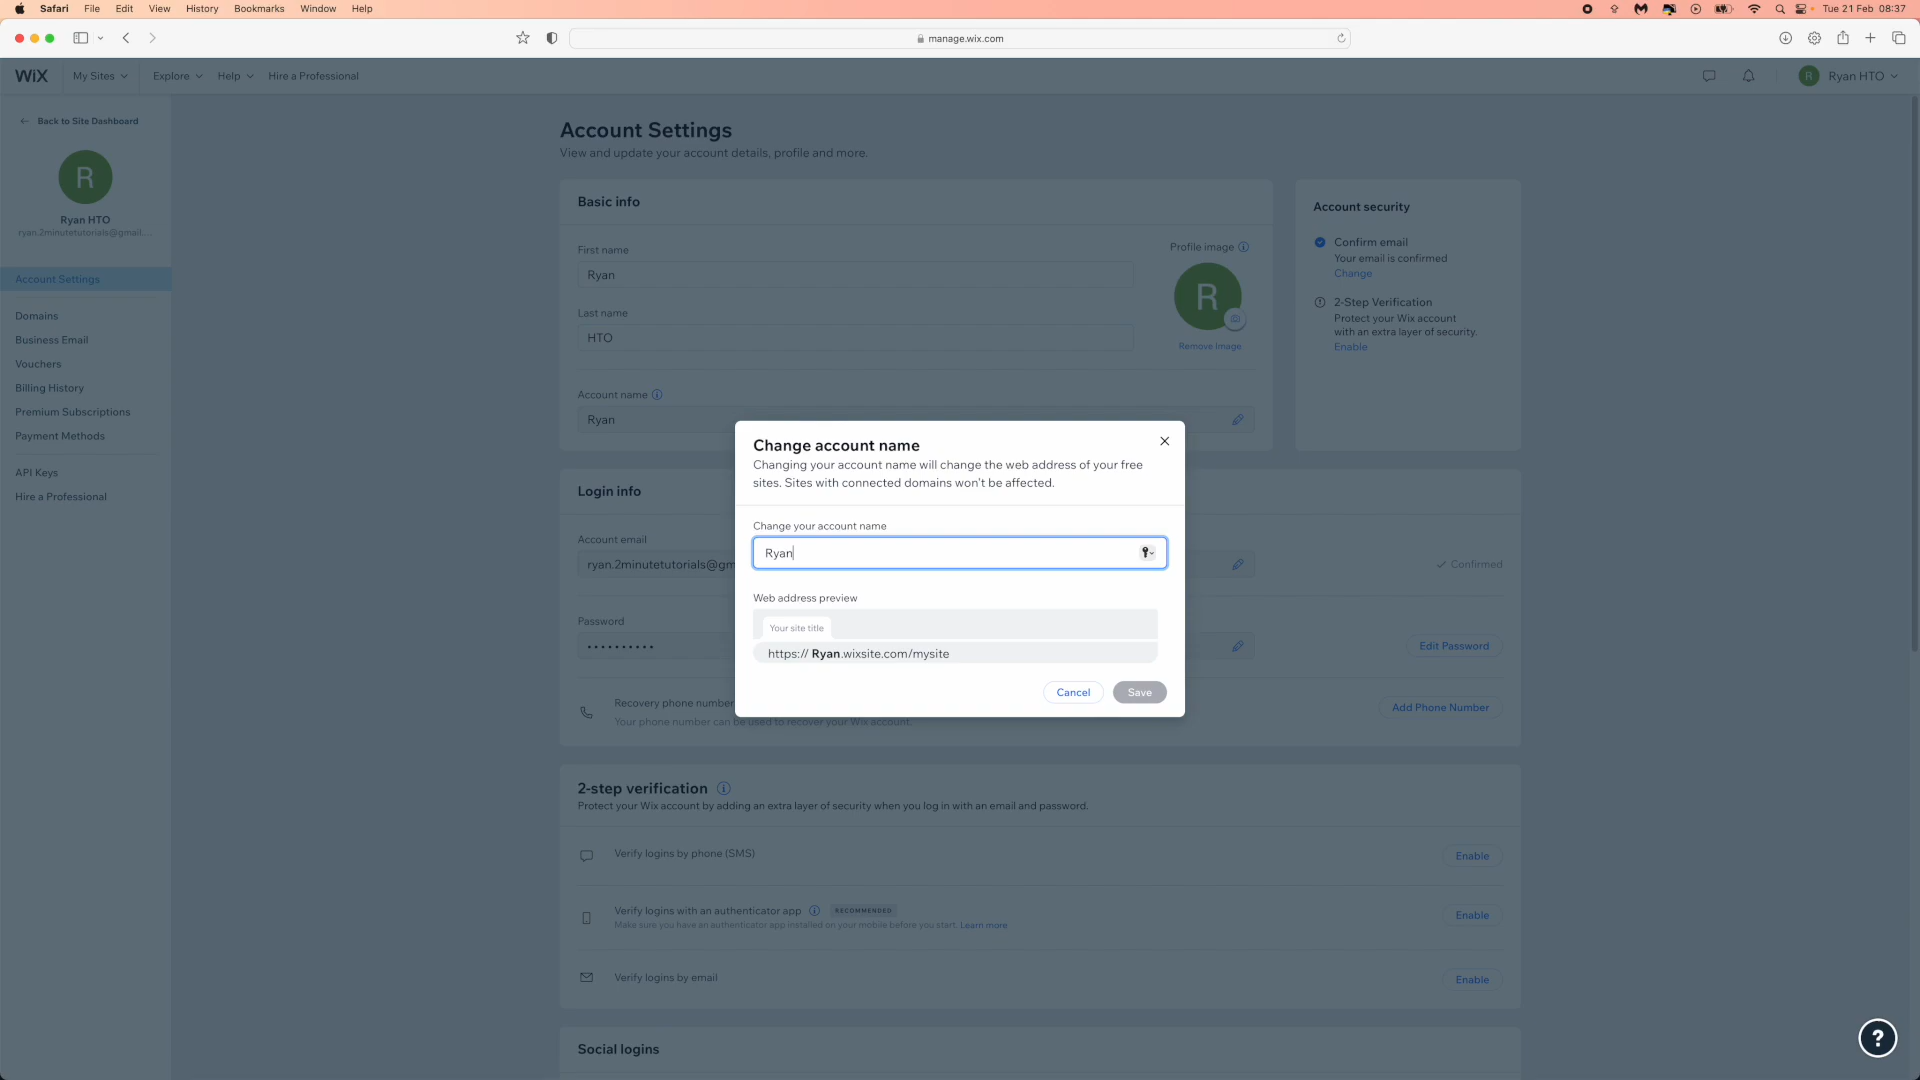 Safari File Edit View History Bookmarks Window Help Tue 21 Feb 08:37
manage.wix.com
WiX My Sites Explore Help Hire a Professional R Ryan HTO
Back to Site Dashboard
R
Ryan HTO
ryan.2minutetutorials@gmail....
Account Settings
Domains
Business Email
Vouchers
Billing History
Premium Subscriptions
Payment Methods
API Keys
Hire a Professional
Account Settings
View and update your account details, profile and more.
Basic info
First name
Ryan
Last name
HTO
Profile image
R
Remove Image
Account name
Ryan
Account security
Confirm email
Your email is confirmed
Change
2-Step Verification
Protect your Wix account
with an extra layer of security.
Enable
Change account name
Changing your account name will change the web address of your free
sites. Sites with connected domains won't be affected.
Change your account name
Ryan
Web address preview
Your site title
https:// Ryan.wixsite.com/mysite
Cancel Save
Login info
Account email
ryan.2minutetutorials@gm
Confirmed
Password
••••••••••
Edit Password
Recovery phone number
Your phone number can be used to recover your Wix account.
Add Phone Number
2-step verification
Protect your Wix account by adding an extra layer of security when you log in with an email and password.
Verify logins by phone (SMS)
Enable
Verify logins with an authenticator app RECOMMENDED
Make sure you have an authenticator app installed on your mobile before you start. Learn more
Enable
Verify logins by email
Enable
Social logins
?